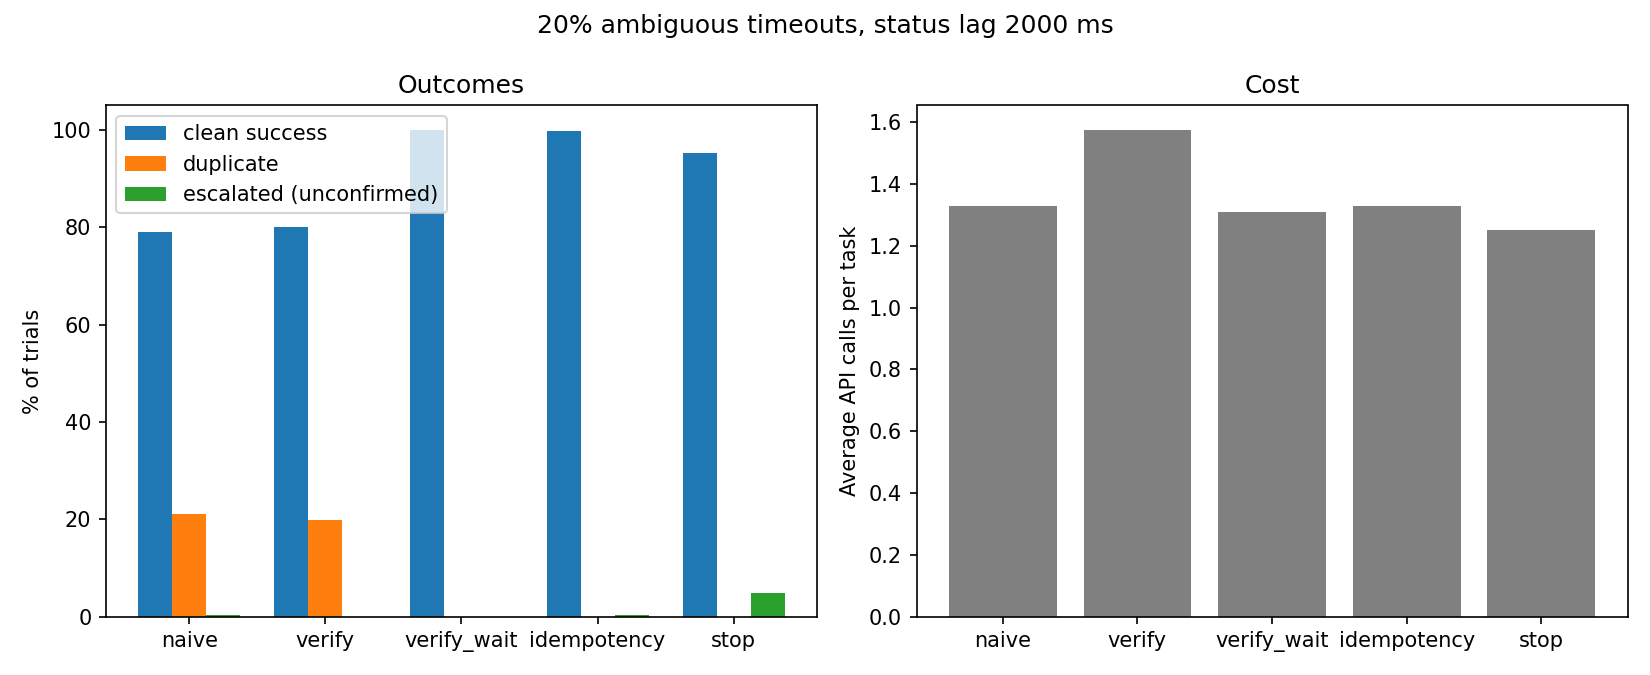 20% ambiguous timeouts, status lag 2000 ms
Outcomes
clean success
duplicate
escalated (unconfirmed)
% of trials
100
80
60
40
20
0
naive verify verify_wait idempotency stop
Cost
Average API calls per task
1.6
1.4
1.2
1.0
0.8
0.6
0.4
0.2
0.0
naive verify verify_wait idempotency stop